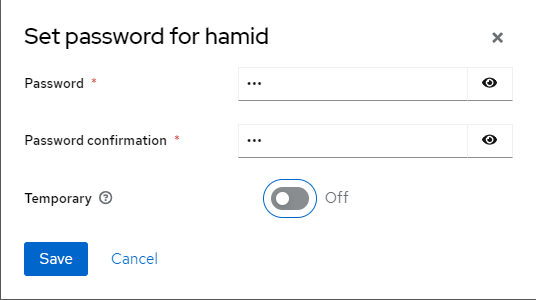 Set password for hamid
Password *
•••
Password confirmation *
•••
Temporary
Off
Save Cancel